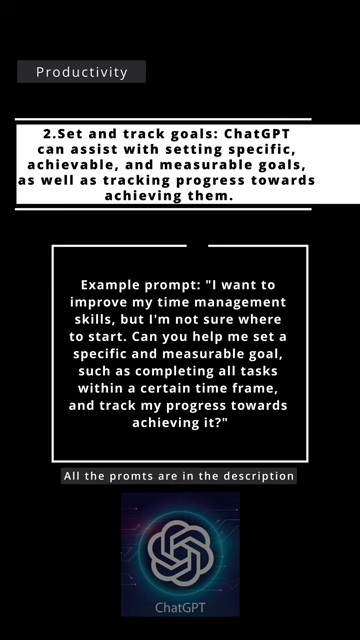 Productivity
2.Set and track goals: ChatGPT
can assist with setting specific,
achievable, and measurable goals,
as well as tracking progress towards
achieving them.
Example prompt: "I want to
improve my time management
skills, but I'm not sure where
to start. Can you help me set a
specific and measurable goal,
such as completing all tasks
within a certain time frame,
and track my progress towards
achieving it?"
All the promts are in the description
ChatGPT